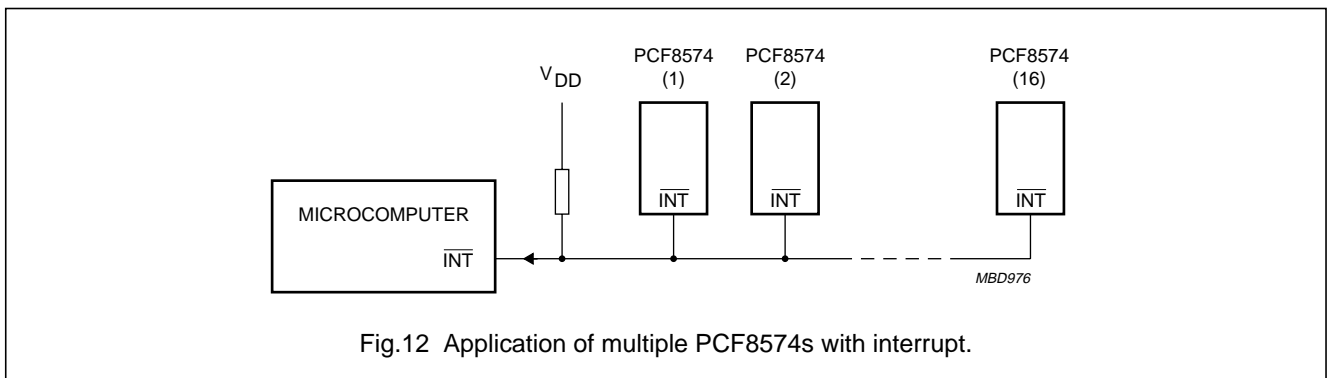 PCF8574
(1)
PCF8574
(2)
PCF8574
(16)
VDD
INT
INT
INT
MICROCOMPUTER
INT
MBD976
Fig.12 Application of multiple PCF8574s with interrupt.